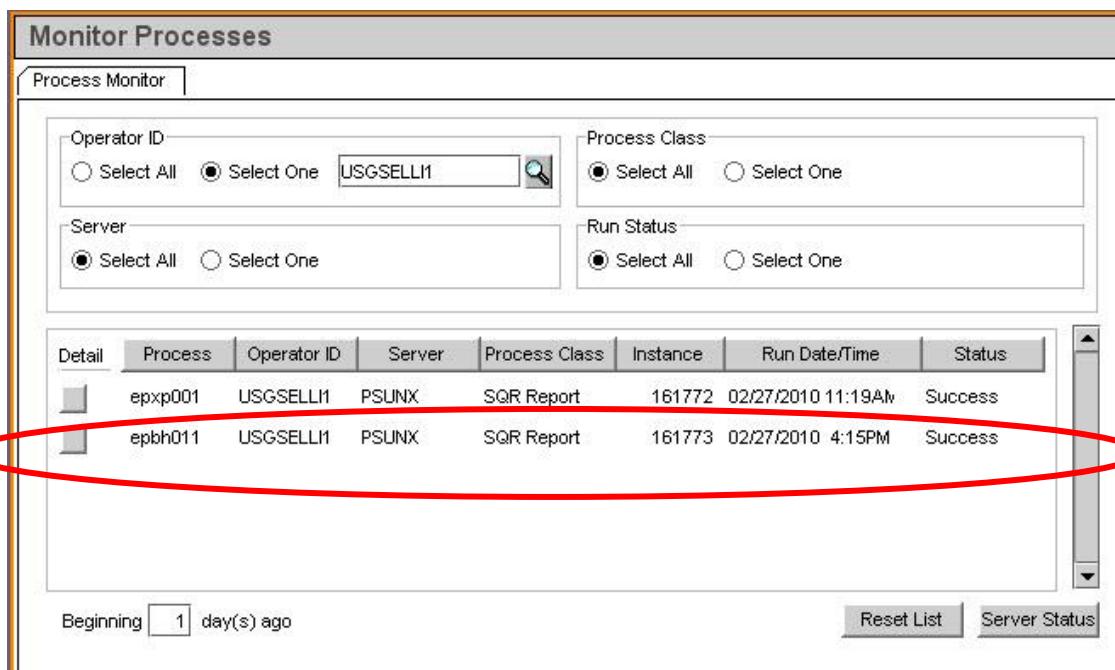 Monitor Processes
Process Monitor
Operator ID
Select All Select One USGSELLI1
Process Class
Select All Select One
Server
Select All Select One
Run Status
Select All Select One
Detail Process Operator ID Server Process Class Instance Run Date/Time Status
epxp001 USGSELLI1 PSUNX SQR Report 161772 02/27/2010 11:19AM Success
epbh011 USGSELLI1 PSUNX SQR Report 161773 02/27/2010 4:15PM Success
Beginning 1 day(s) ago
Reset List Server Status